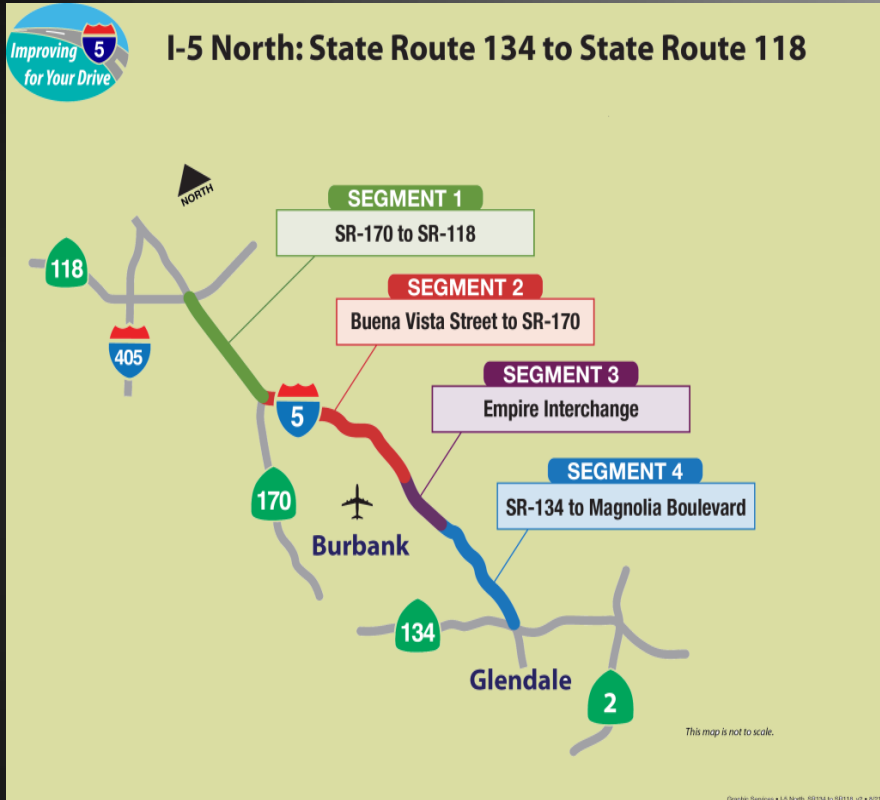 Improving 5
for Your Drive
I-5 North: State Route 134 to State Route 118
NORTH
SEGMENT 1
SR-170 to SR-118
118
SEGMENT 2
Buena Vista Street to SR-170
405
SEGMENT 3
Empire Interchange
5
SEGMENT 4
SR-134 to Magnolia Boulevard
170
Burbank
134
Glendale
2
This map is not to scale.